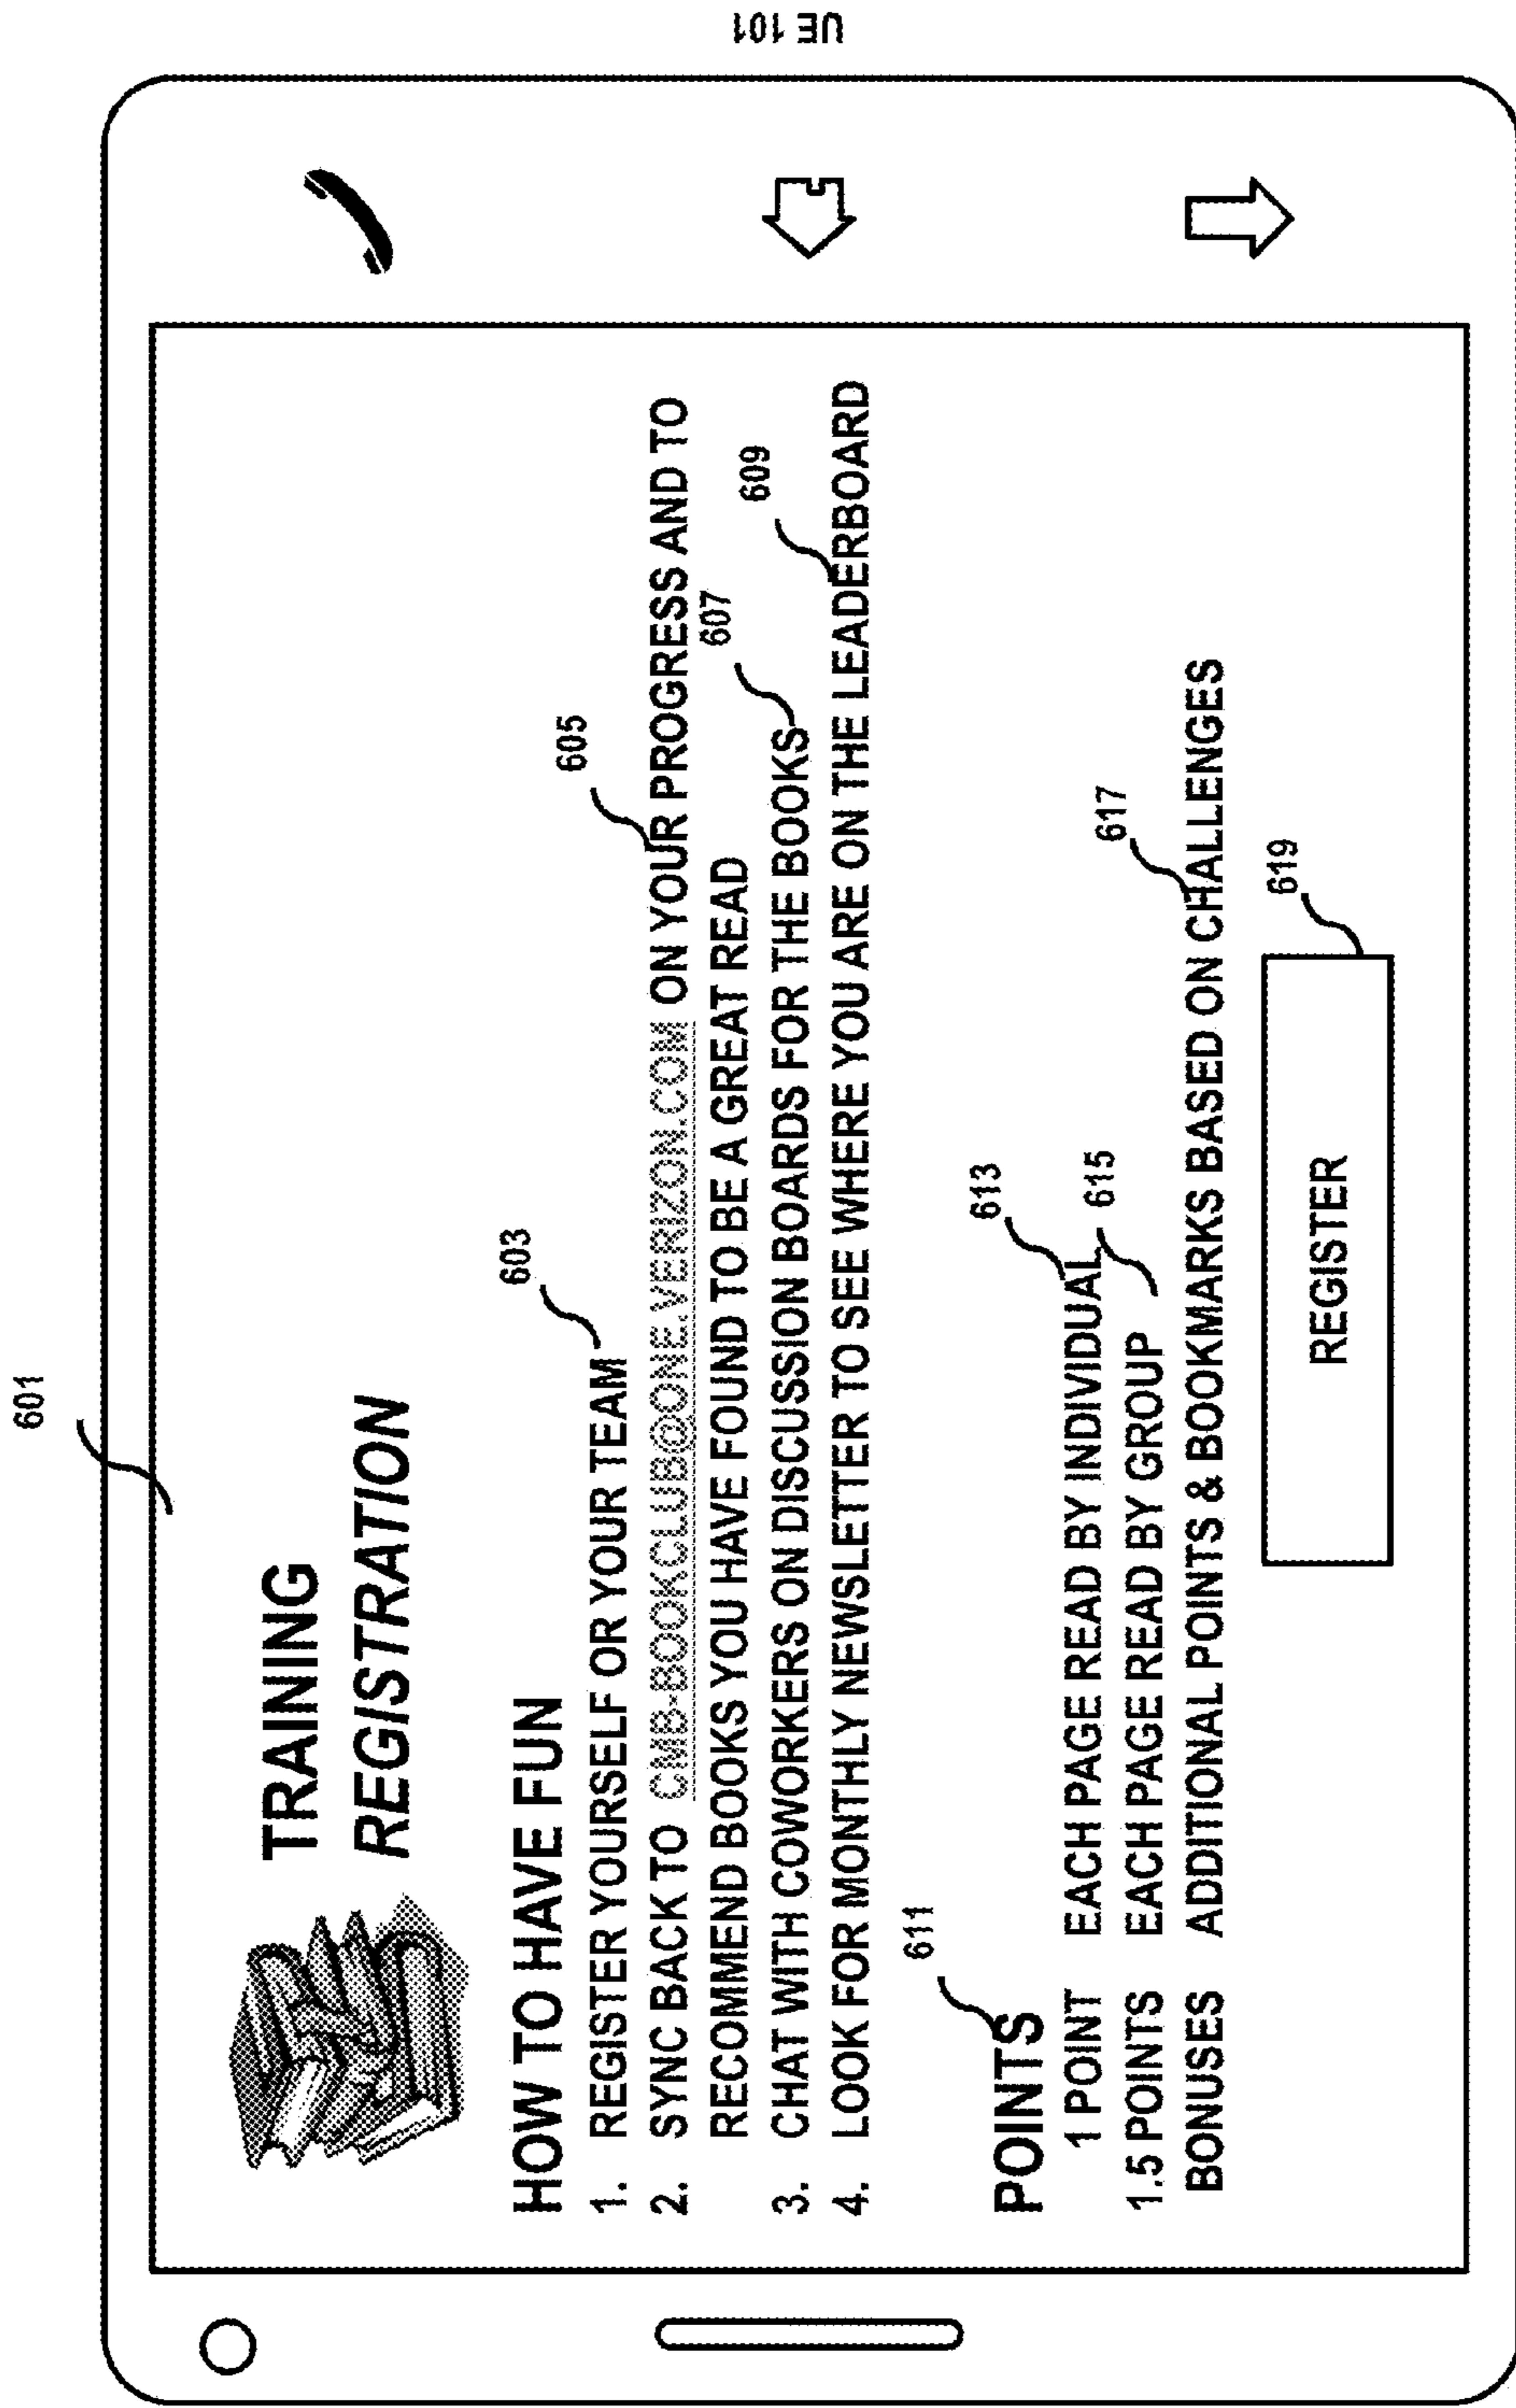 UE 101
601
TRAINING
REGISTRATION
HOW TO HAVE FUN
603
1. REGISTER YOURSELF OR YOUR TEAM
605
2. SYNC BACK TO CMB-BOOKCLUB@ONE.VERIZON.COM ON YOUR PROGRESS AND TO
RECOMMEND BOOKS YOU HAVE FOUND TO BE A GREAT READ
607
3. CHAT WITH COWORKERS ON DISCUSSION BOARDS FOR THE BOOKS
609
4. LOOK FOR MONTHLY NEWSLETTER TO SEE WHERE YOU ARE ON THE LEADERBOARD
611
POINTS
613
1 POINT EACH PAGE READ BY INDIVIDUAL
615
1.5 POINTS EACH PAGE READ BY GROUP
617
BONUSES ADDITIONAL POINTS & BOOKMARKS BASED ON CHALLENGES
619
REGISTER